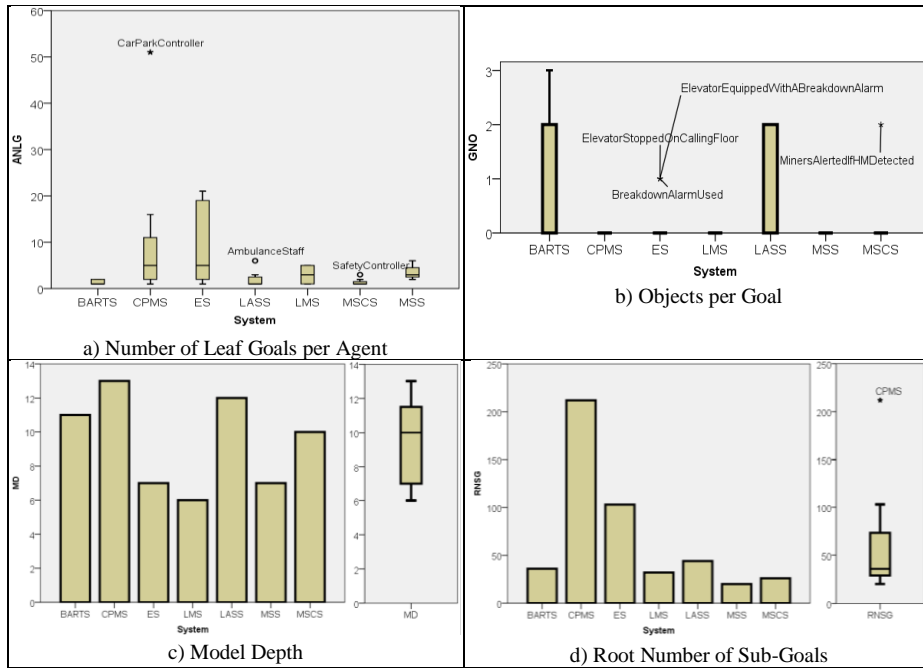 60
50
40
30
20
10
0
ANLG
CarParkController
AmbulanceStaff
SafetyController
BARTS CPMS ES LASS LMS MSCS MSS
System
a) Number of Leaf Goals per Agent
3
2
1
0
GNO
ElevatorEquippedWithABreakdownAlarm
ElevatorStoppedOnCallingFloor
MinersAlertedIfHMDetected
BreakdownAlarmUsed
BARTS CPMS ES LMS LASS MSS MSCS
System
b) Objects per Goal
14
12
10
8
6
4
2
0
MD
BARTS CPMS ES LMS LASS MSS MSCS
System
14
12
10
8
6
4
2
0
MD
c) Model Depth
250
200
150
100
50
0
RNSG
BARTS CPMS ES LMS LASS MSS MSCS
System
250
200
150
100
50
0
CPMS
RNSG
d) Root Number of Sub-Goals